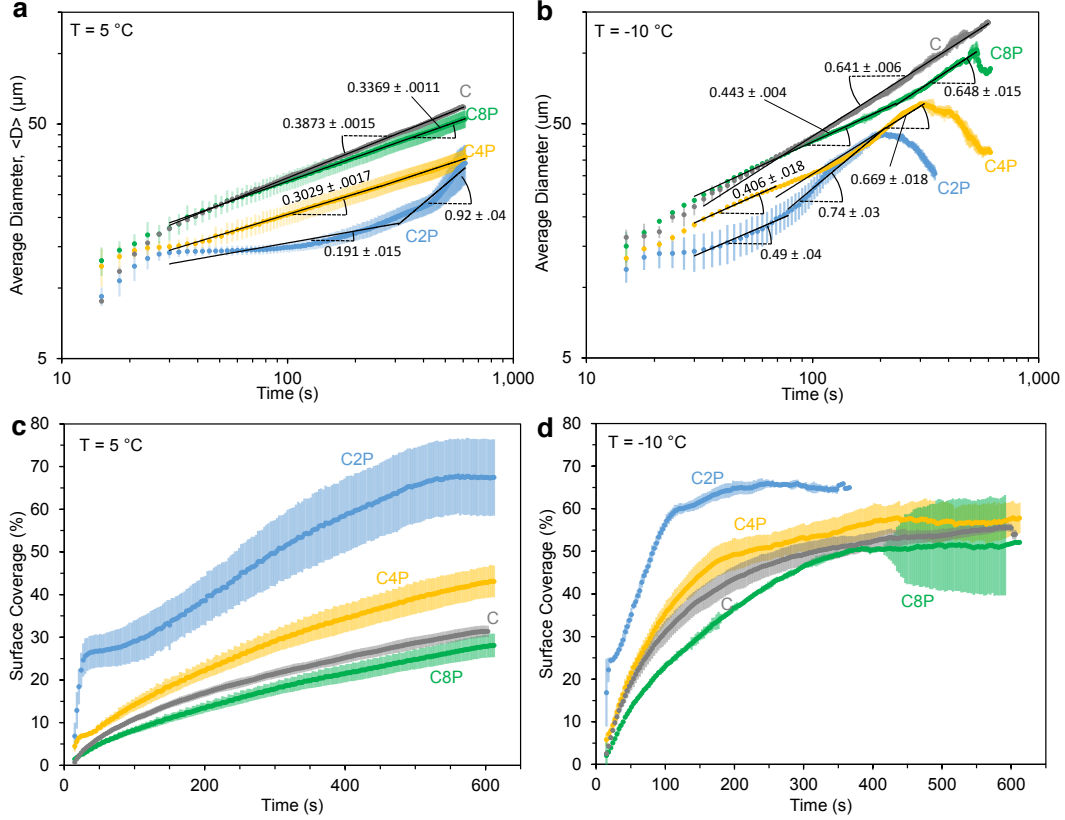 a
T = 5 °C
Average Diameter, <D> (µm)
50
5
10
100
1,000
Time (s)
0.3369 ± .0011
C
C8P
0.3873 ± .0015
C4P
0.3029 ± .0017
0.92 ± .04
C2P
0.191 ± .015
b
T = -10 °C
Average Diameter (um)
50
5
10
100
1,000
Time (s)
C
C8P
0.641 ± .006
0.648 ± .015
0.443 ± .004
C4P
0.406 ± .018
0.669 ± .018
C2P
0.74 ± .03
0.49 ± .04
c
T = 5 °C
Surface Coverage (%)
80
70
60
50
40
30
20
10
0
0
200
400
600
Time (s)
C2P
C4P
C
C8P
d
T = -10 °C
Surface Coverage (%)
80
70
60
50
40
30
20
10
0
0
100
200
300
400
500
600
Time (s)
C2P
C4P
C
C8P